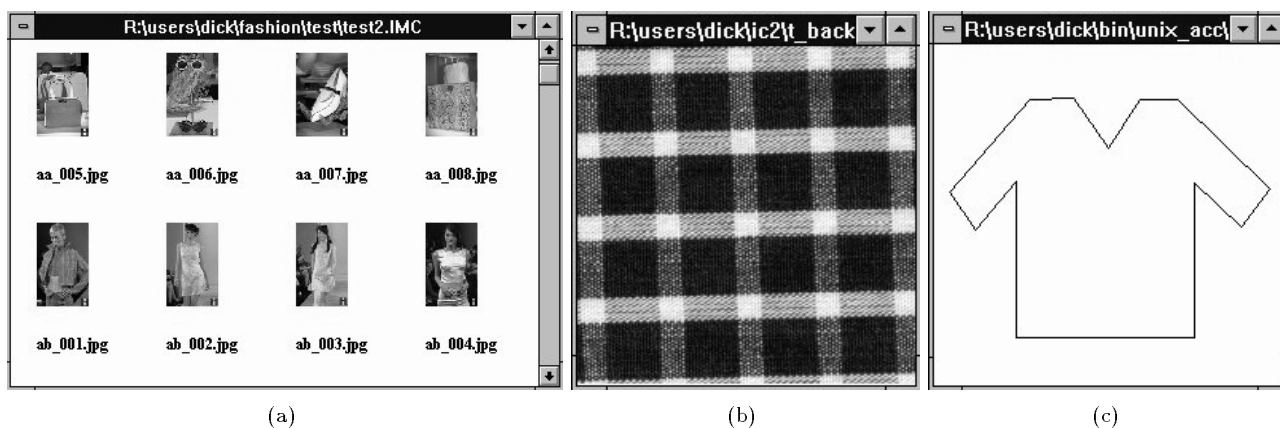 R:\users\dick\fashion\test\test2.IMC
aa_005.jpg aa_006.jpg aa_007.jpg aa_008.jpg
ab_001.jpg ab_002.jpg ab_003.jpg ab_004.jpg
(a)
R:\users\dick\ic2\t_back
(b)
R:\users\dick\bin\unix_acc\
(c)